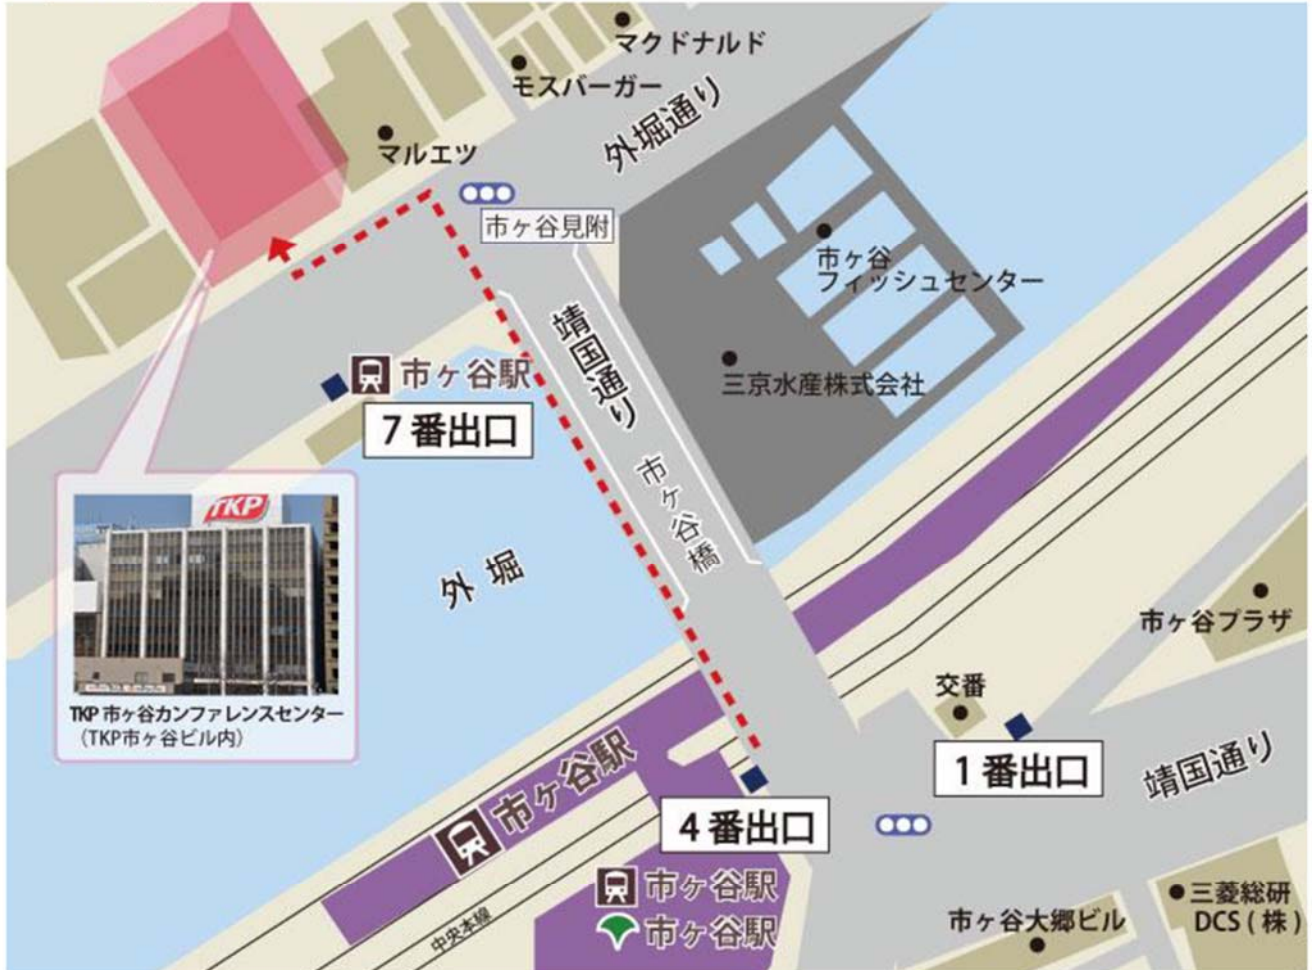 マクドナルド
モスバーガー
外堀通り
マルエツ
市ヶ谷見附
市ヶ谷
フィッシュセンター
靖国通り
市ヶ谷駅
三京水産株式会社
7番出口
市ヶ谷橋
TKP
外堀
市ヶ谷プラザ
交番
TKP 市ヶ谷カンファレンスセンター
（TKP市ヶ谷ビル内）
市ヶ谷駅
1番出口
靖国通り
4番出口
市ヶ谷駅
市ヶ谷駅
中央本線
市ヶ谷大郷ビル
三菱総研
DCS(株)